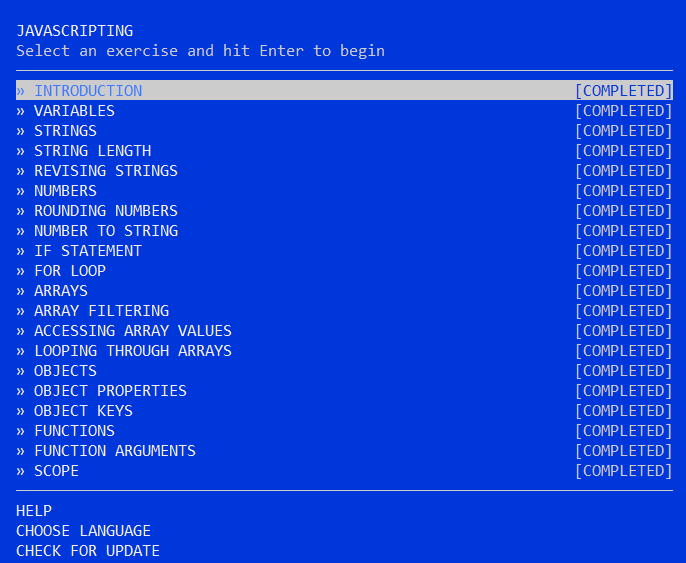 JAVASCRIPTING
Select an exercise and hit Enter to begin
» INTRODUCTION [COMPLETED]
» VARIABLES [COMPLETED]
» STRINGS [COMPLETED]
» STRING LENGTH [COMPLETED]
» REVISING STRINGS [COMPLETED]
» NUMBERS [COMPLETED]
» ROUNDING NUMBERS [COMPLETED]
» NUMBER TO STRING [COMPLETED]
» IF STATEMENT [COMPLETED]
» FOR LOOP [COMPLETED]
» ARRAYS [COMPLETED]
» ARRAY FILTERING [COMPLETED]
» ACCESSING ARRAY VALUES [COMPLETED]
» LOOPING THROUGH ARRAYS [COMPLETED]
» OBJECTS [COMPLETED]
» OBJECT PROPERTIES [COMPLETED]
» OBJECT KEYS [COMPLETED]
» FUNCTIONS [COMPLETED]
» FUNCTION ARGUMENTS [COMPLETED]
» SCOPE [COMPLETED]
HELP
CHOOSE LANGUAGE
CHECK FOR UPDATE